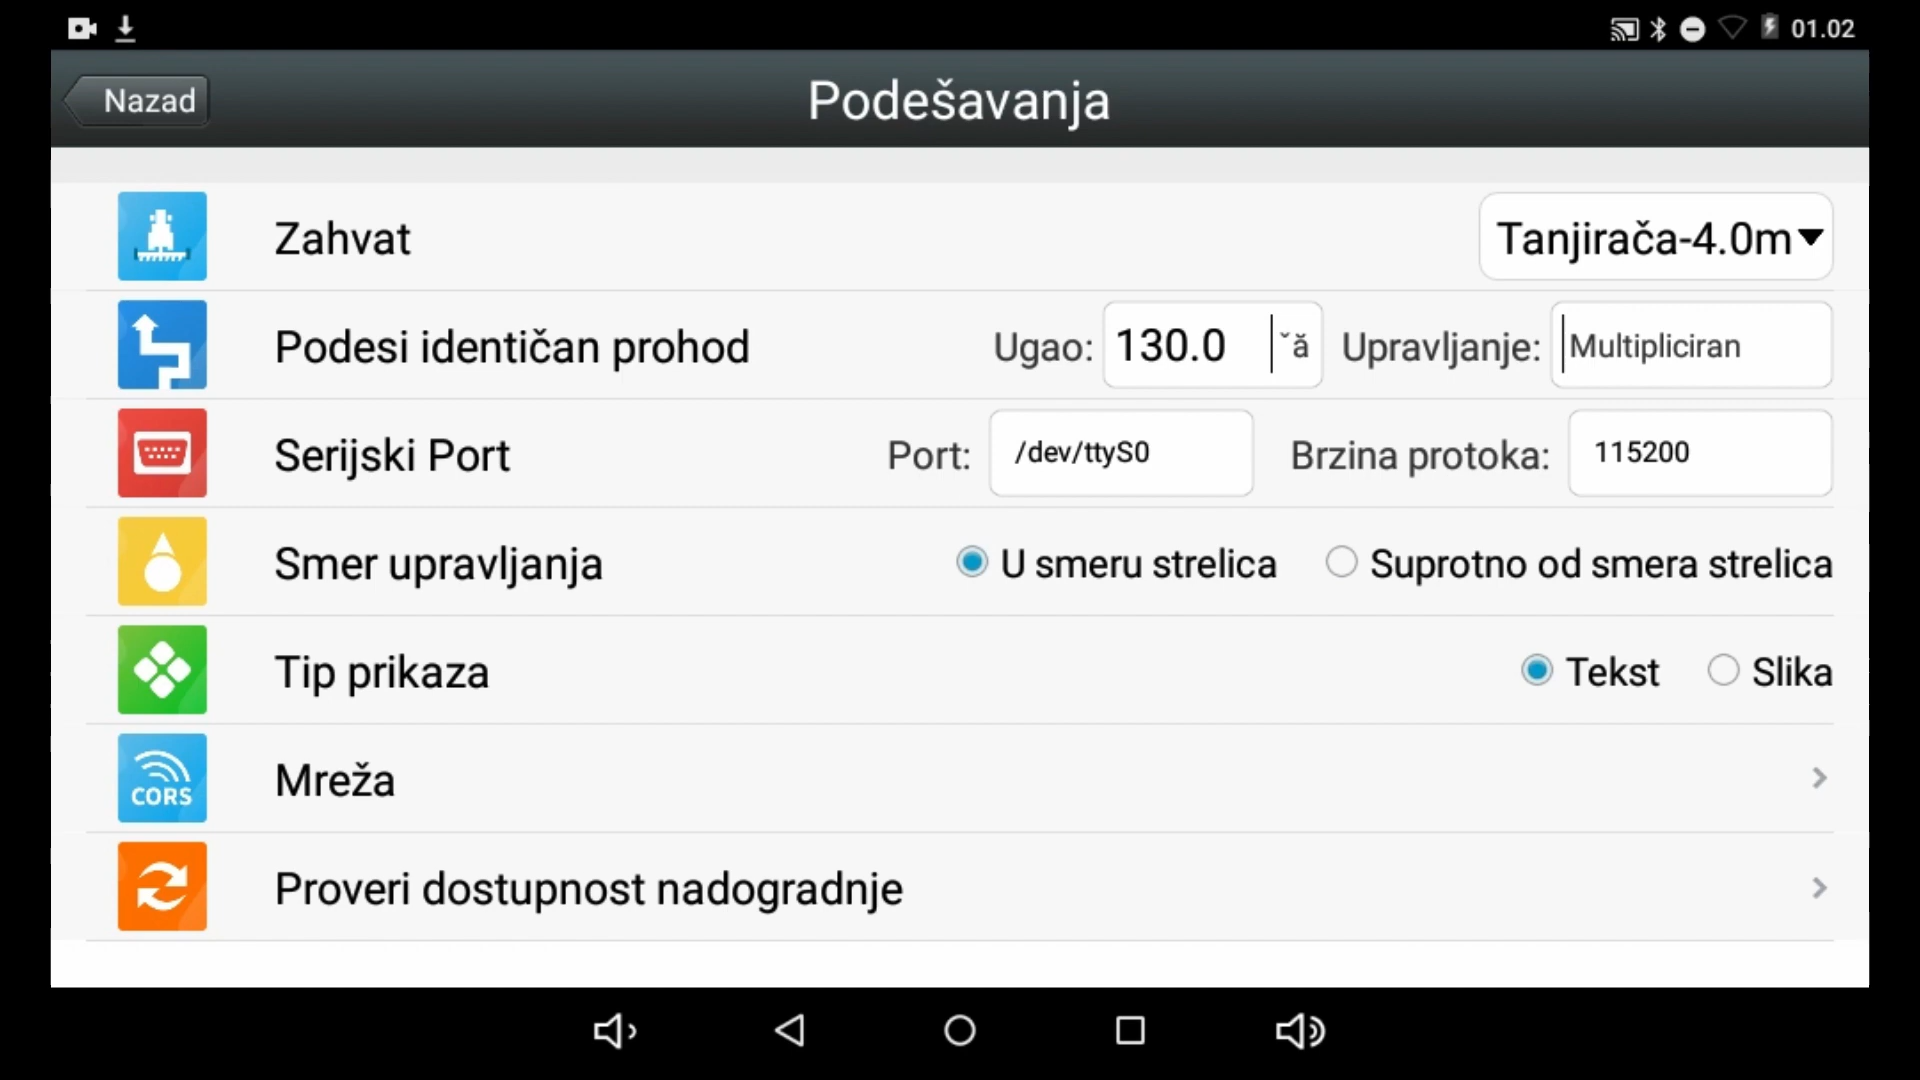 01.02
Nazad
Podešavanja
Zahvat
Tanjirača-4.0m
Podesi identičan prohod
Ugao: 130.0 ˇă
Upravljanje: Multipliciran
Serijski Port
Port: /dev/ttyS0
Brzina protoka: 115200
Smer upravljanja
U smeru strelica
Suprotno od smera strelica
Tip prikaza
Tekst
Slika
CORS
Mreža
Proveri dostupnost nadogradnje